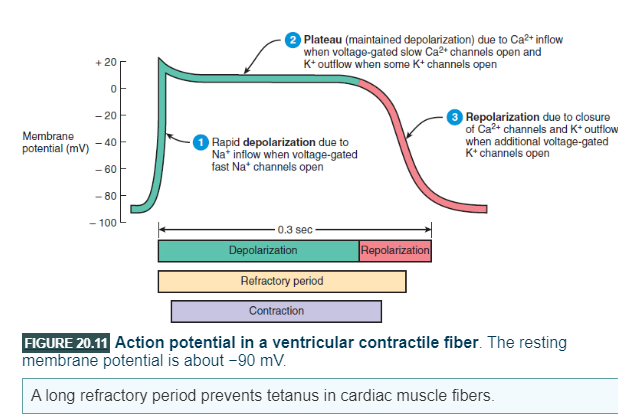 2 Plateau (maintained depolarization) due to Ca2+ inflow
when voltage-gated slow Ca2+ channels open and
K+ outflow when some K+ channels open
+ 20
0
– 20
– 40
– 60
– 80
– 100
Membrane
potential (mV)
1 Rapid depolarization due to
Na+ inflow when voltage-gated
fast Na+ channels open
3 Repolarization due to closure
of Ca2+ channels and K+ outflow
when additional voltage-gated
K+ channels open
0.3 sec
Depolarization
Repolarization
Refractory period
Contraction
FIGURE 20.11 Action potential in a ventricular contractile fiber. The resting
membrane potential is about −90 mV.
A long refractory period prevents tetanus in cardiac muscle fibers.